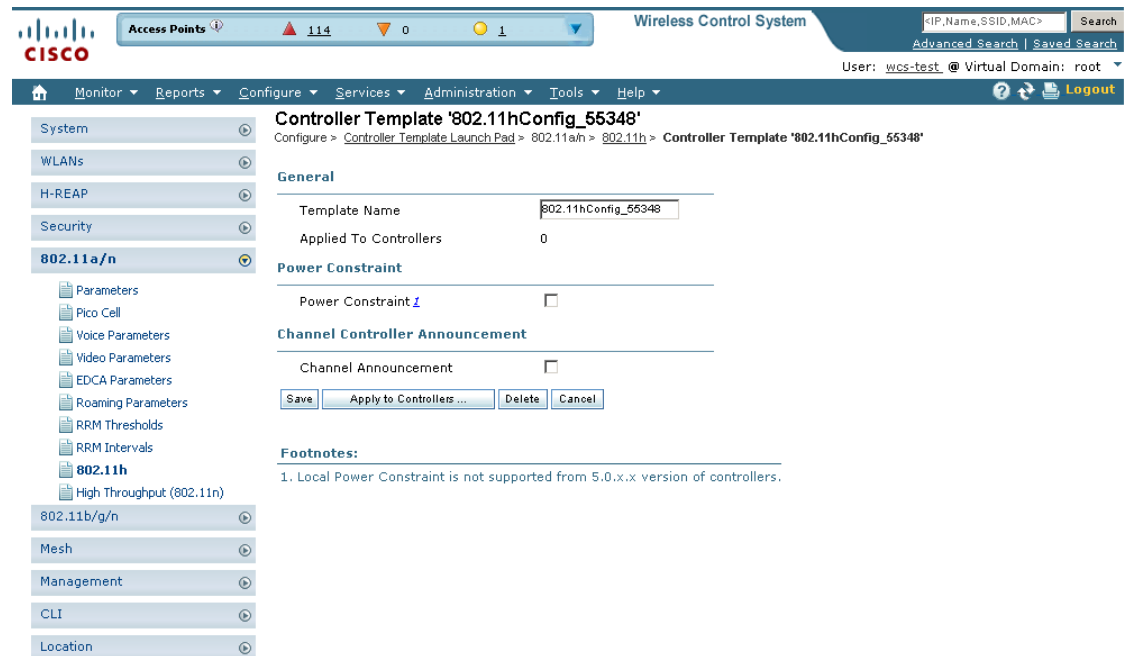 Access Points
114
0
1
Wireless Control System
<IP,Name,SSID,MAC>
Search
Advanced Search | Saved Search
CISCO
User: wcs-test @ Virtual Domain: root
Monitor Reports Configure Services Administration Tools Help
Logout
System
WLANs
H-REAP
Security
802.11a/n
Parameters
Pico Cell
Voice Parameters
Video Parameters
EDCA Parameters
Roaming Parameters
RRM Thresholds
RRM Intervals
802.11h
High Throughput (802.11n)
802.11b/g/n
Mesh
Management
CLI
Location
Controller Template '802.11hConfig_55348'
Configure > Controller Template Launch Pad > 802.11a/n > 802.11h > Controller Template '802.11hConfig_55348'
General
Template Name 802.11hConfig_55348
Applied To Controllers 0
Power Constraint
Power Constraint 1
Channel Controller Announcement
Channel Announcement
Save Apply to Controllers ... Delete Cancel
Footnotes:
1. Local Power Constraint is not supported from 5.0.x.x version of controllers.